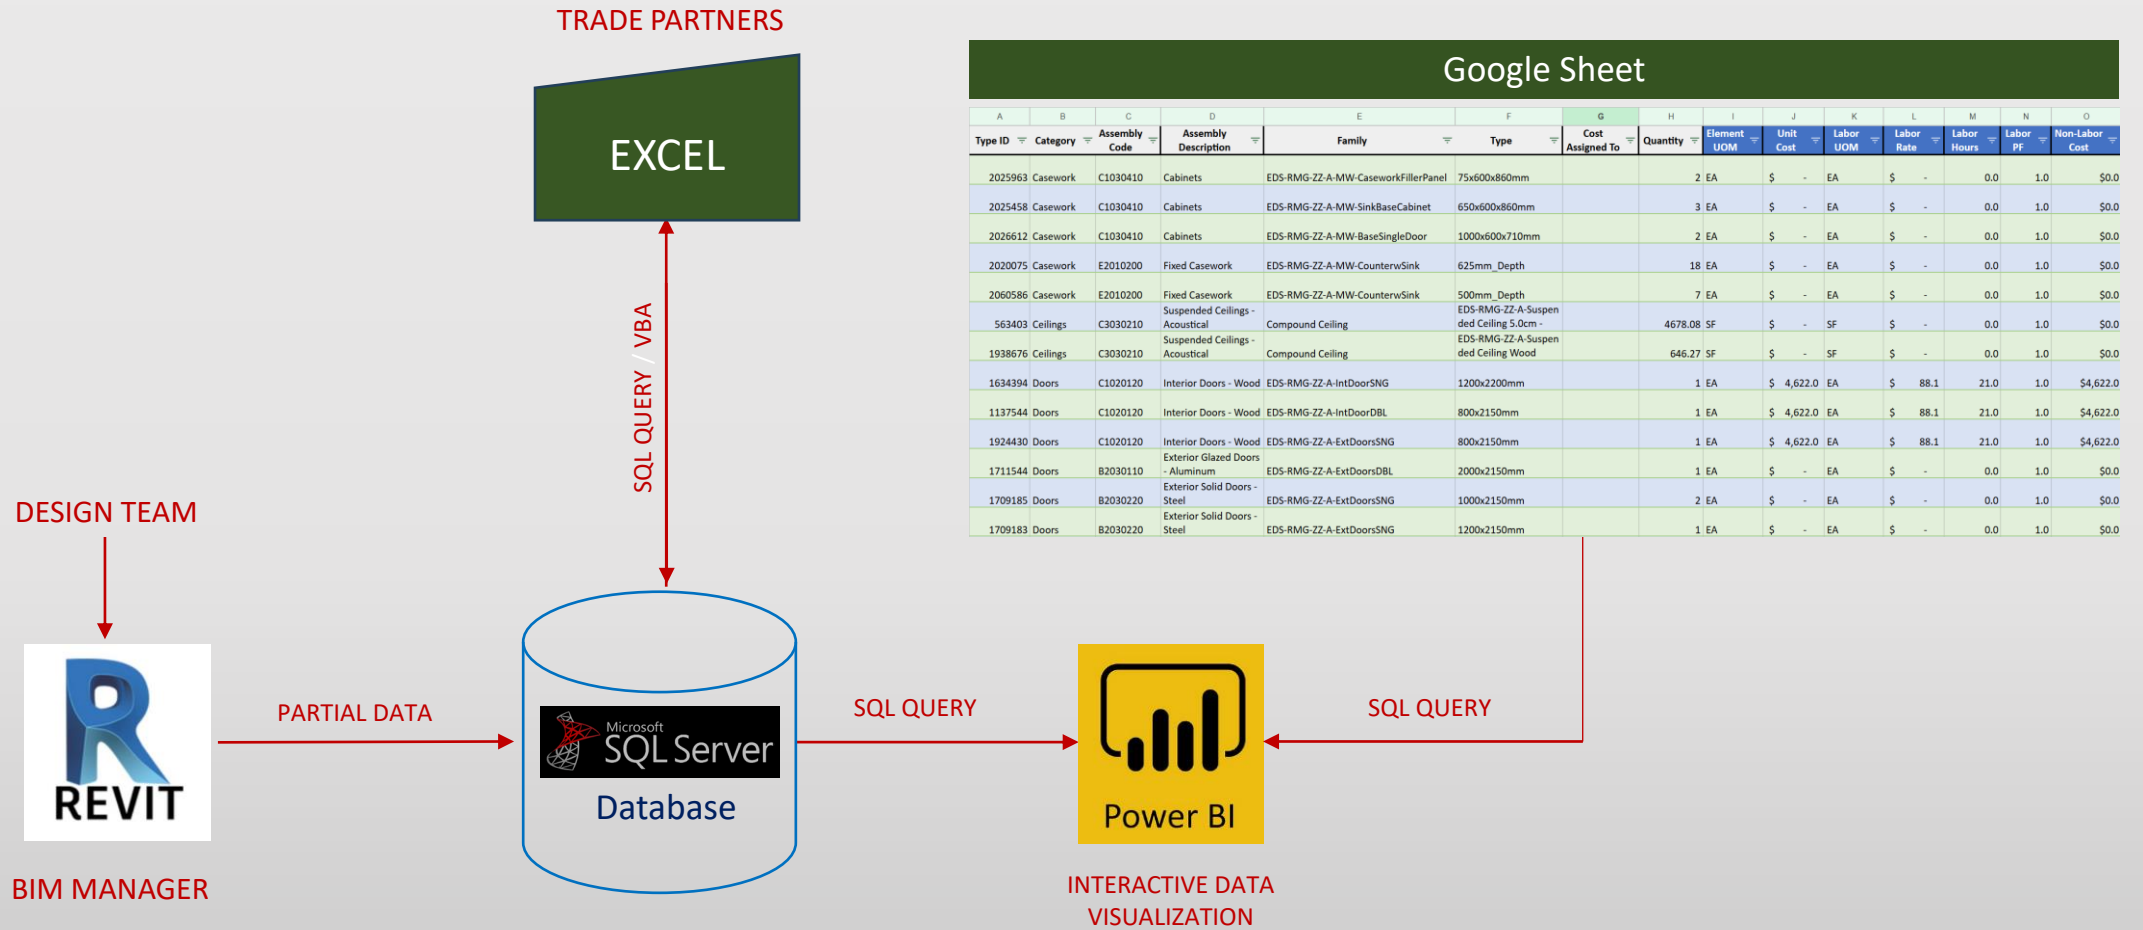 TRADE PARTNERS
EXCEL
SQL QUERY / VBA
DESIGN TEAM
REVIT
BIM MANAGER
PARTIAL DATA
Microsoft
SQL Server
Database
SQL QUERY
Power BI
INTERACTIVE DATA
VISUALIZATION
SQL QUERY
Google Sheet
A B C D E F G H I J K L M N O
Type ID Category Assembly Code Assembly Description Family Type Cost Assigned To Quantity Element UOM Unit Cost Labor UOM Labor Rate Labor Hours Labor PF Non-Labor Cost
2025963 Casework C1030410 Cabinets EDS-RMG-ZZ-A-MW-CaseworkFillerPanel 75x600x860mm 2 EA $ - EA $ - 0.0 1.0 $0.0
2025458 Casework C1030410 Cabinets EDS-RMG-ZZ-A-MW-SinkBaseCabinet 650x600x860mm 3 EA $ - EA $ - 0.0 1.0 $0.0
2026612 Casework C1030410 Cabinets EDS-RMG-ZZ-A-MW-BaseSingleDoor 1000x600x710mm 2 EA $ - EA $ - 0.0 1.0 $0.0
2020075 Casework E2010200 Fixed Casework EDS-RMG-ZZ-A-MW-CounterwSink 625mm_Depth 18 EA $ - EA $ - 0.0 1.0 $0.0
2060586 Casework E2010200 Fixed Casework EDS-RMG-ZZ-A-MW-CounterwSink 500mm_Depth 7 EA $ - EA $ - 0.0 1.0 $0.0
563403 Ceilings C3030210 Suspended Ceilings - Acoustical Compound Ceiling EDS-RMG-ZZ-A-Suspen ded Ceiling 5.0cm - 4678.08 SF $ - SF $ - 0.0 1.0 $0.0
1938676 Ceilings C3030210 Suspended Ceilings - Acoustical Compound Ceiling EDS-RMG-ZZ-A-Suspen ded Ceiling Wood 646.27 SF $ - SF $ - 0.0 1.0 $0.0
1634394 Doors C1020120 Interior Doors - Wood EDS-RMG-ZZ-A-IntDoorSNG 1200x2200mm 1 EA $ 4,622.0 EA $ 88.1 21.0 1.0 $4,622.0
1137544 Doors C1020120 Interior Doors - Wood EDS-RMG-ZZ-A-IntDoorDBL 800x2150mm 1 EA $ 4,622.0 EA $ 88.1 21.0 1.0 $4,622.0
1924430 Doors C1020120 Interior Doors - Wood EDS-RMG-ZZ-A-ExtDoorsSNG 800x2150mm 1 EA $ 4,622.0 EA $ 88.1 21.0 1.0 $4,622.0
1711544 Doors B2030110 Exterior Glazed Doors - Aluminum EDS-RMG-ZZ-A-ExtDoorsDBL 2000x2150mm 1 EA $ - EA $ - 0.0 1.0 $0.0
1709185 Doors B2030220 Exterior Solid Doors - Steel EDS-RMG-ZZ-A-ExtDoorsSNG 1000x2150mm 2 EA $ - EA $ - 0.0 1.0 $0.0
1709183 Doors B2030220 Exterior Solid Doors - Steel EDS-RMG-ZZ-A-ExtDoorsSNG 1200x2150mm 1 EA $ - EA $ - 0.0 1.0 $0.0